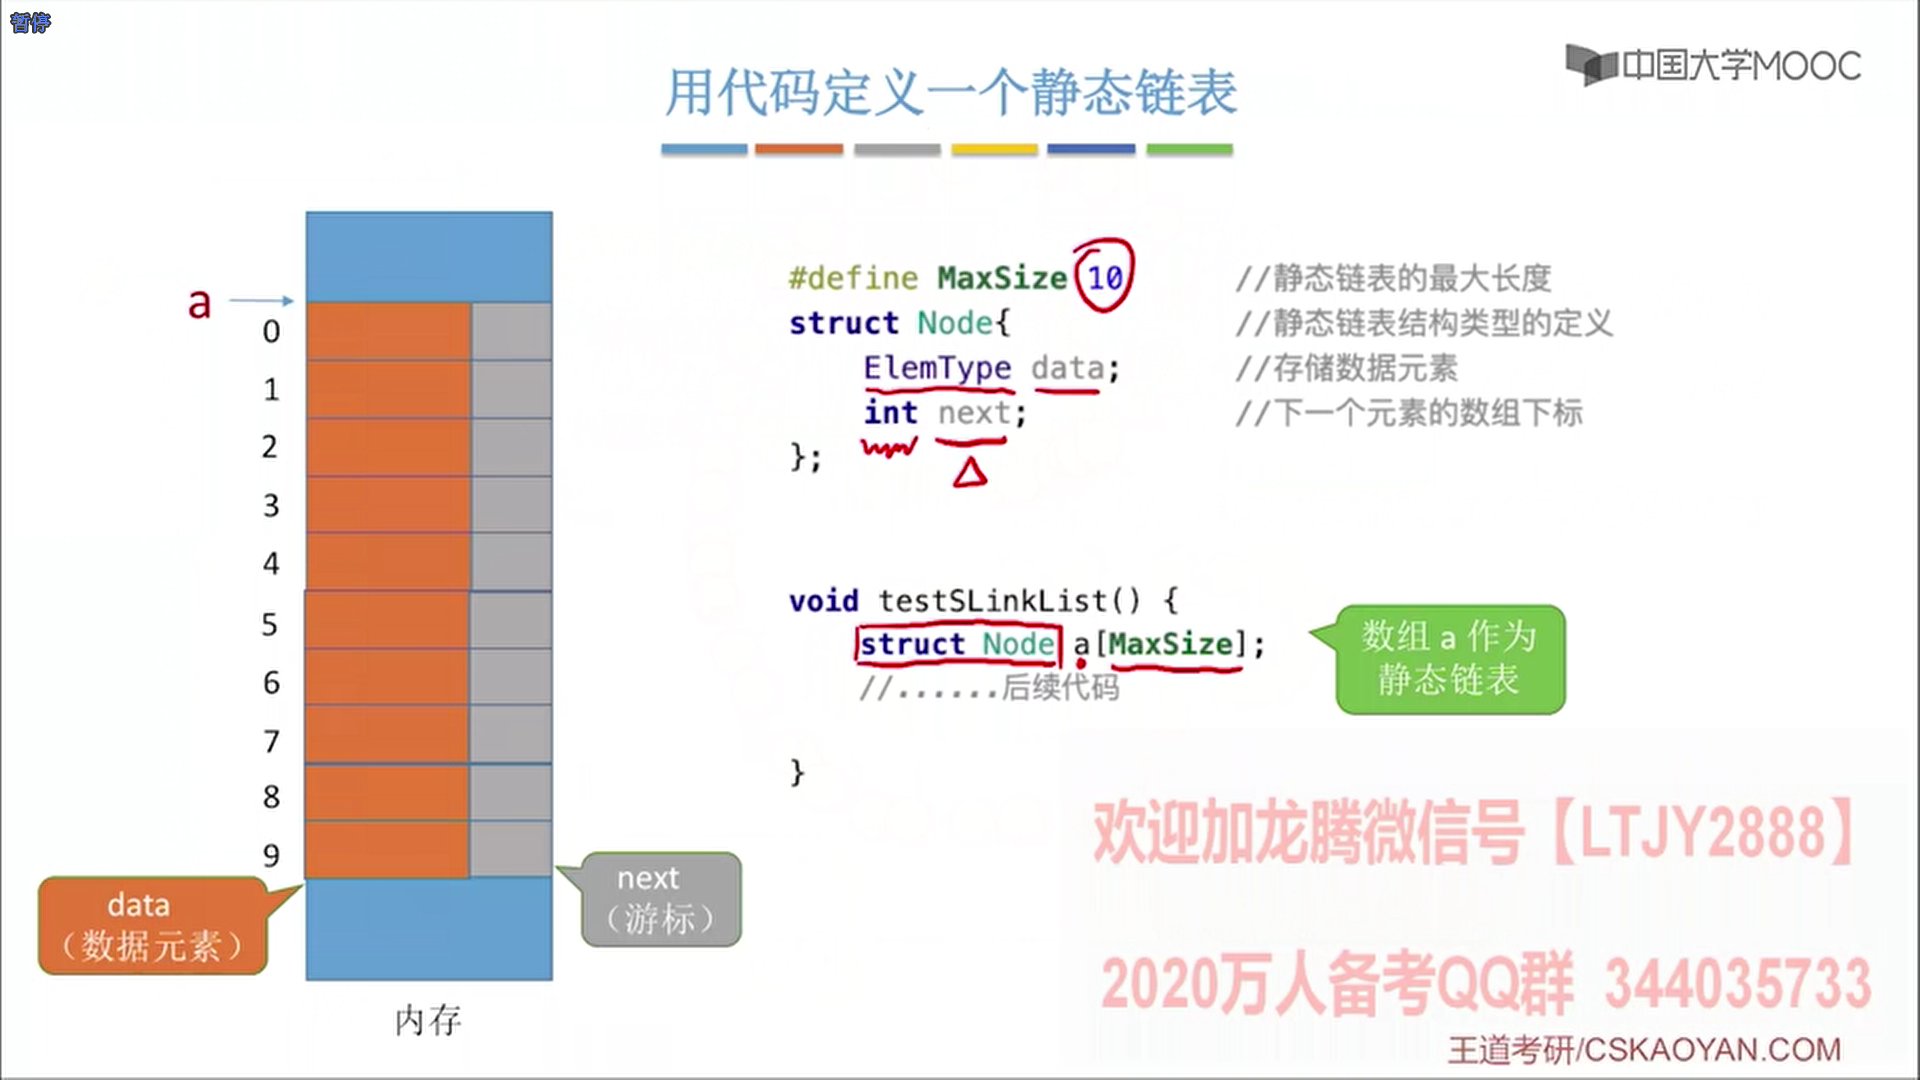 暂停
中国大学MOOC
用代码定义一个静态链表
#define MaxSize 10 //静态链表的最大长度
struct Node{ //静态链表结构类型的定义
ElemType data; //存储数据元素
int next; //下一个元素的数组下标
};
void testSLinkList() {
struct Node a[MaxSize];
//......后续代码
}
数组 a 作为
静态链表
a
0
1
2
3
4
5
6
7
8
9
data
（数据元素）
next
（游标）
内存
欢迎加龙腾微信号【LTJY2888】
2020万人备考QQ群 344035733
王道考研/CSKAOYAN.COM